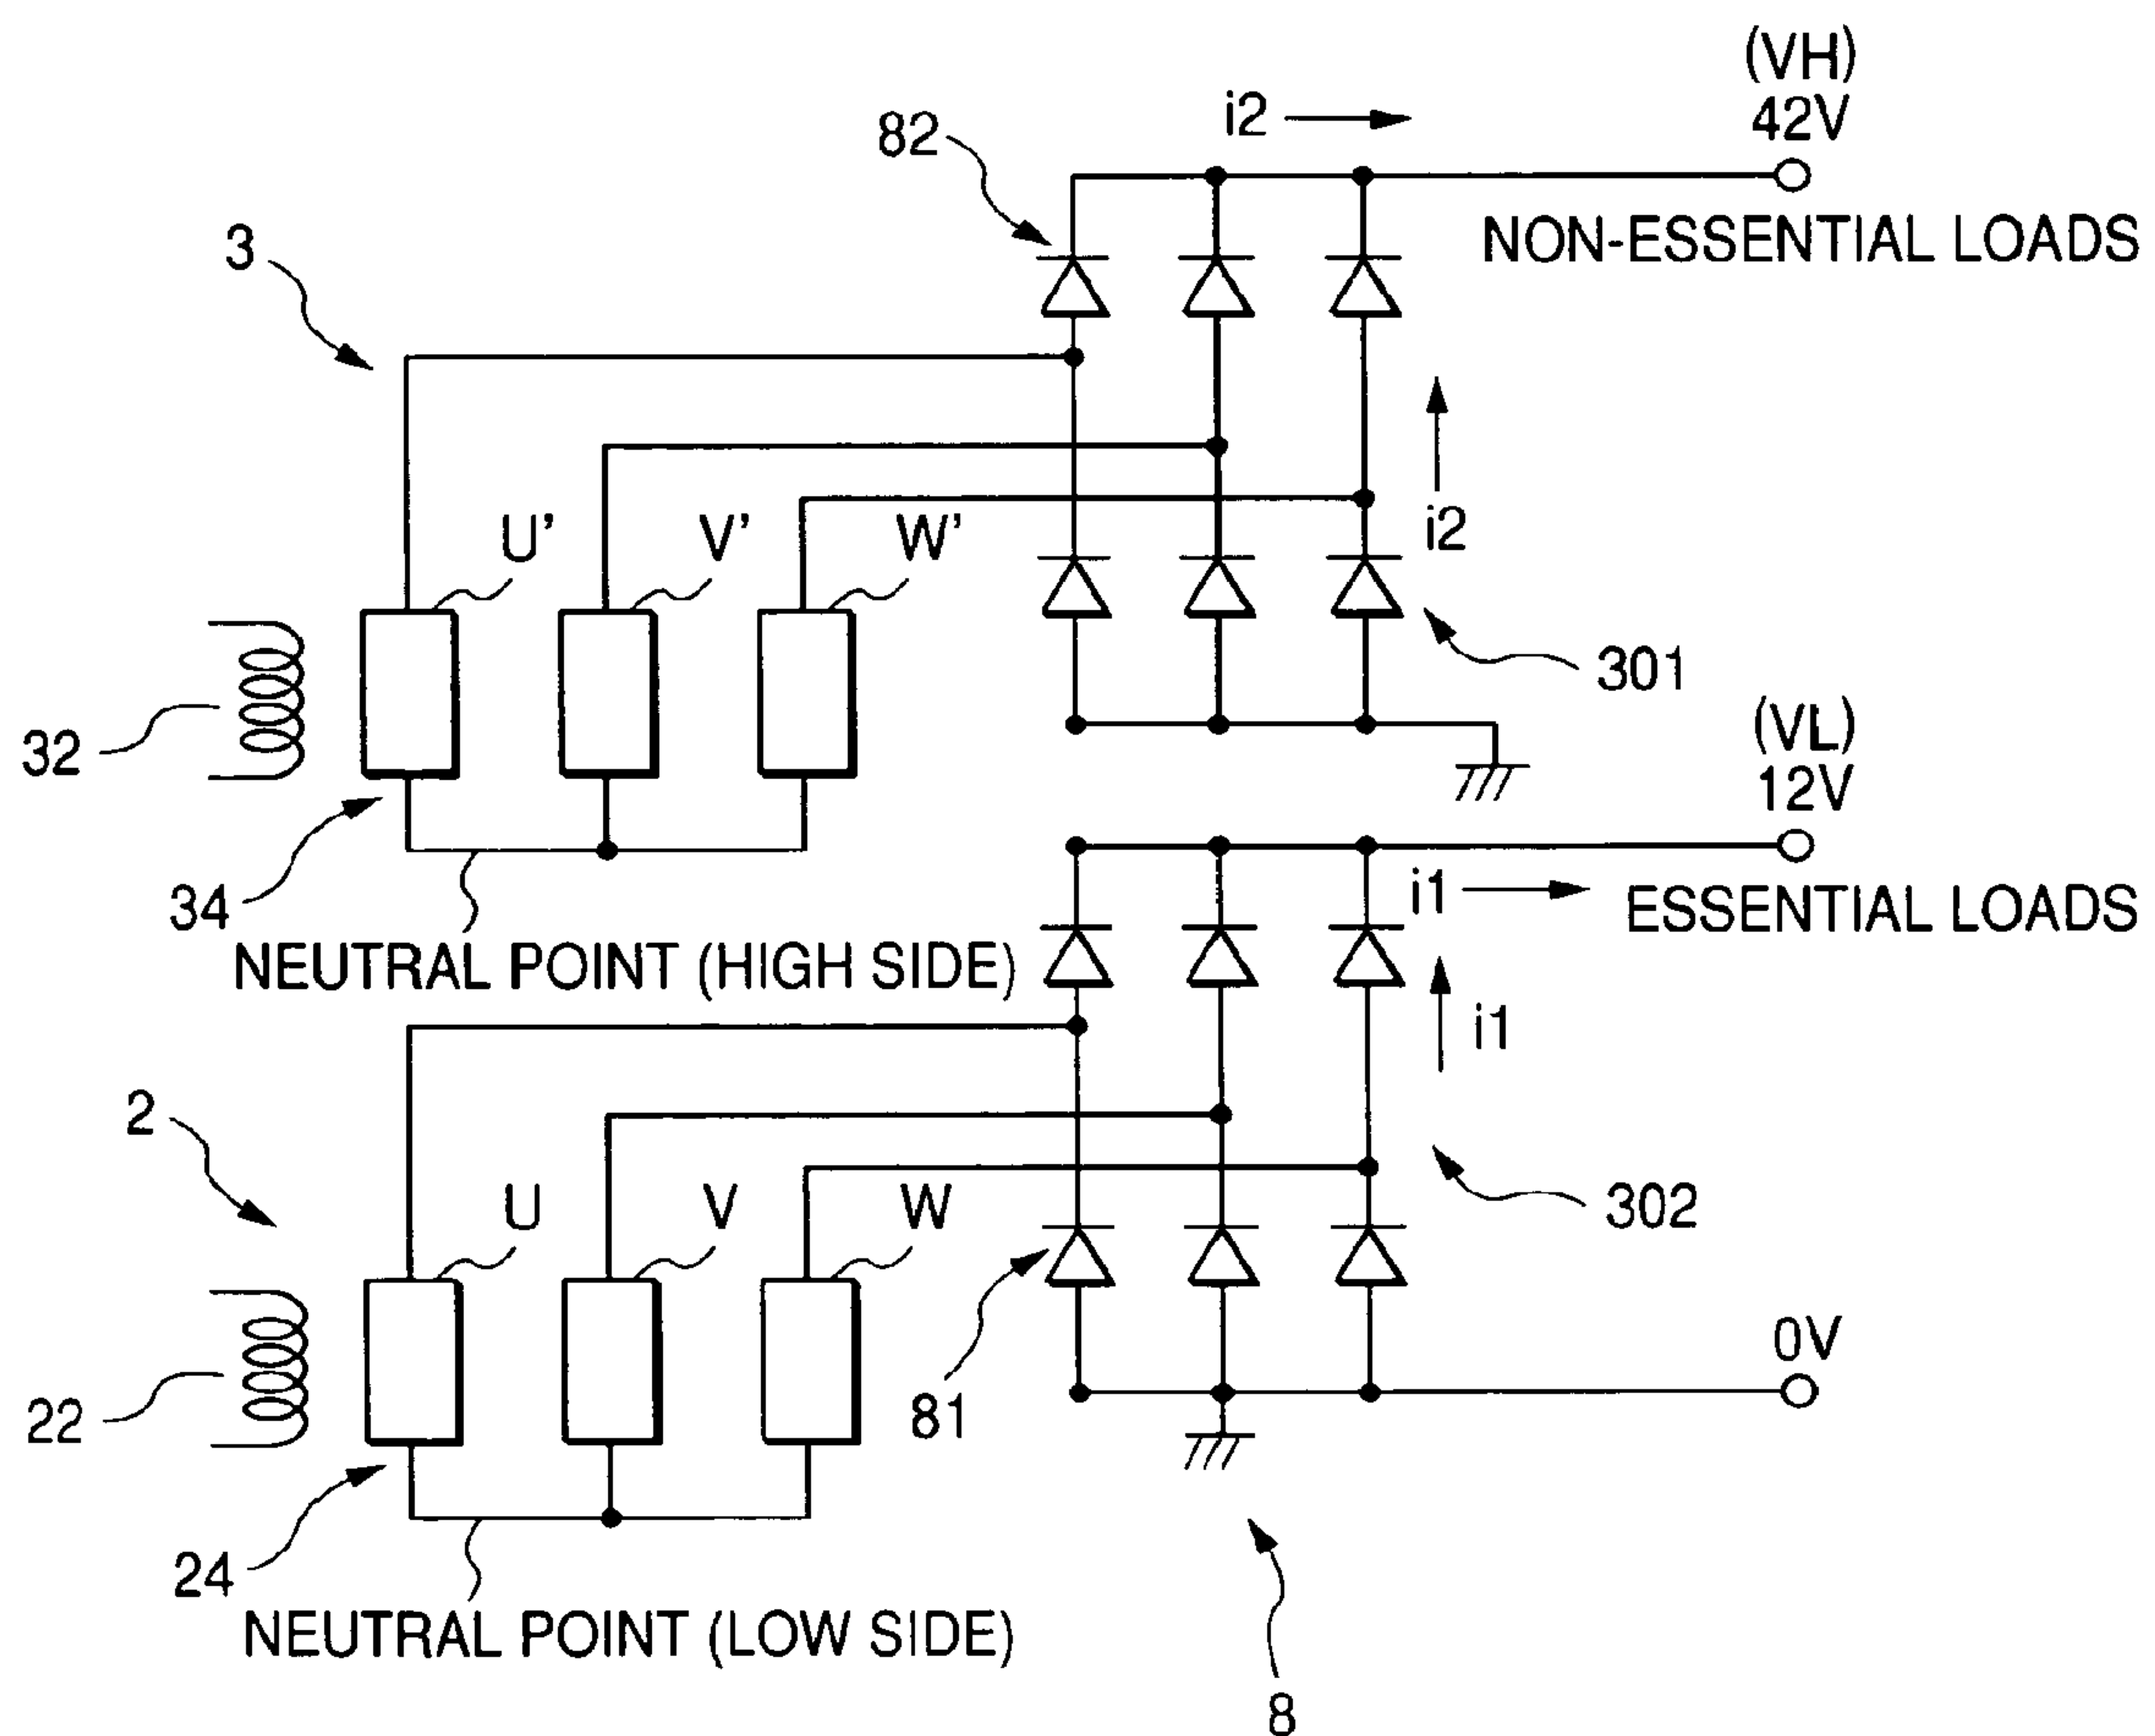 (VH)
42V
i2
82
NON-ESSENTIAL LOADS
3
U'
V'
W'
i2
301
32
(VL)
12V
34
i1
ESSENTIAL LOADS
NEUTRAL POINT (HIGH SIDE)
i1
2
U
V
W
302
0V
22
81
24
NEUTRAL POINT (LOW SIDE)
8